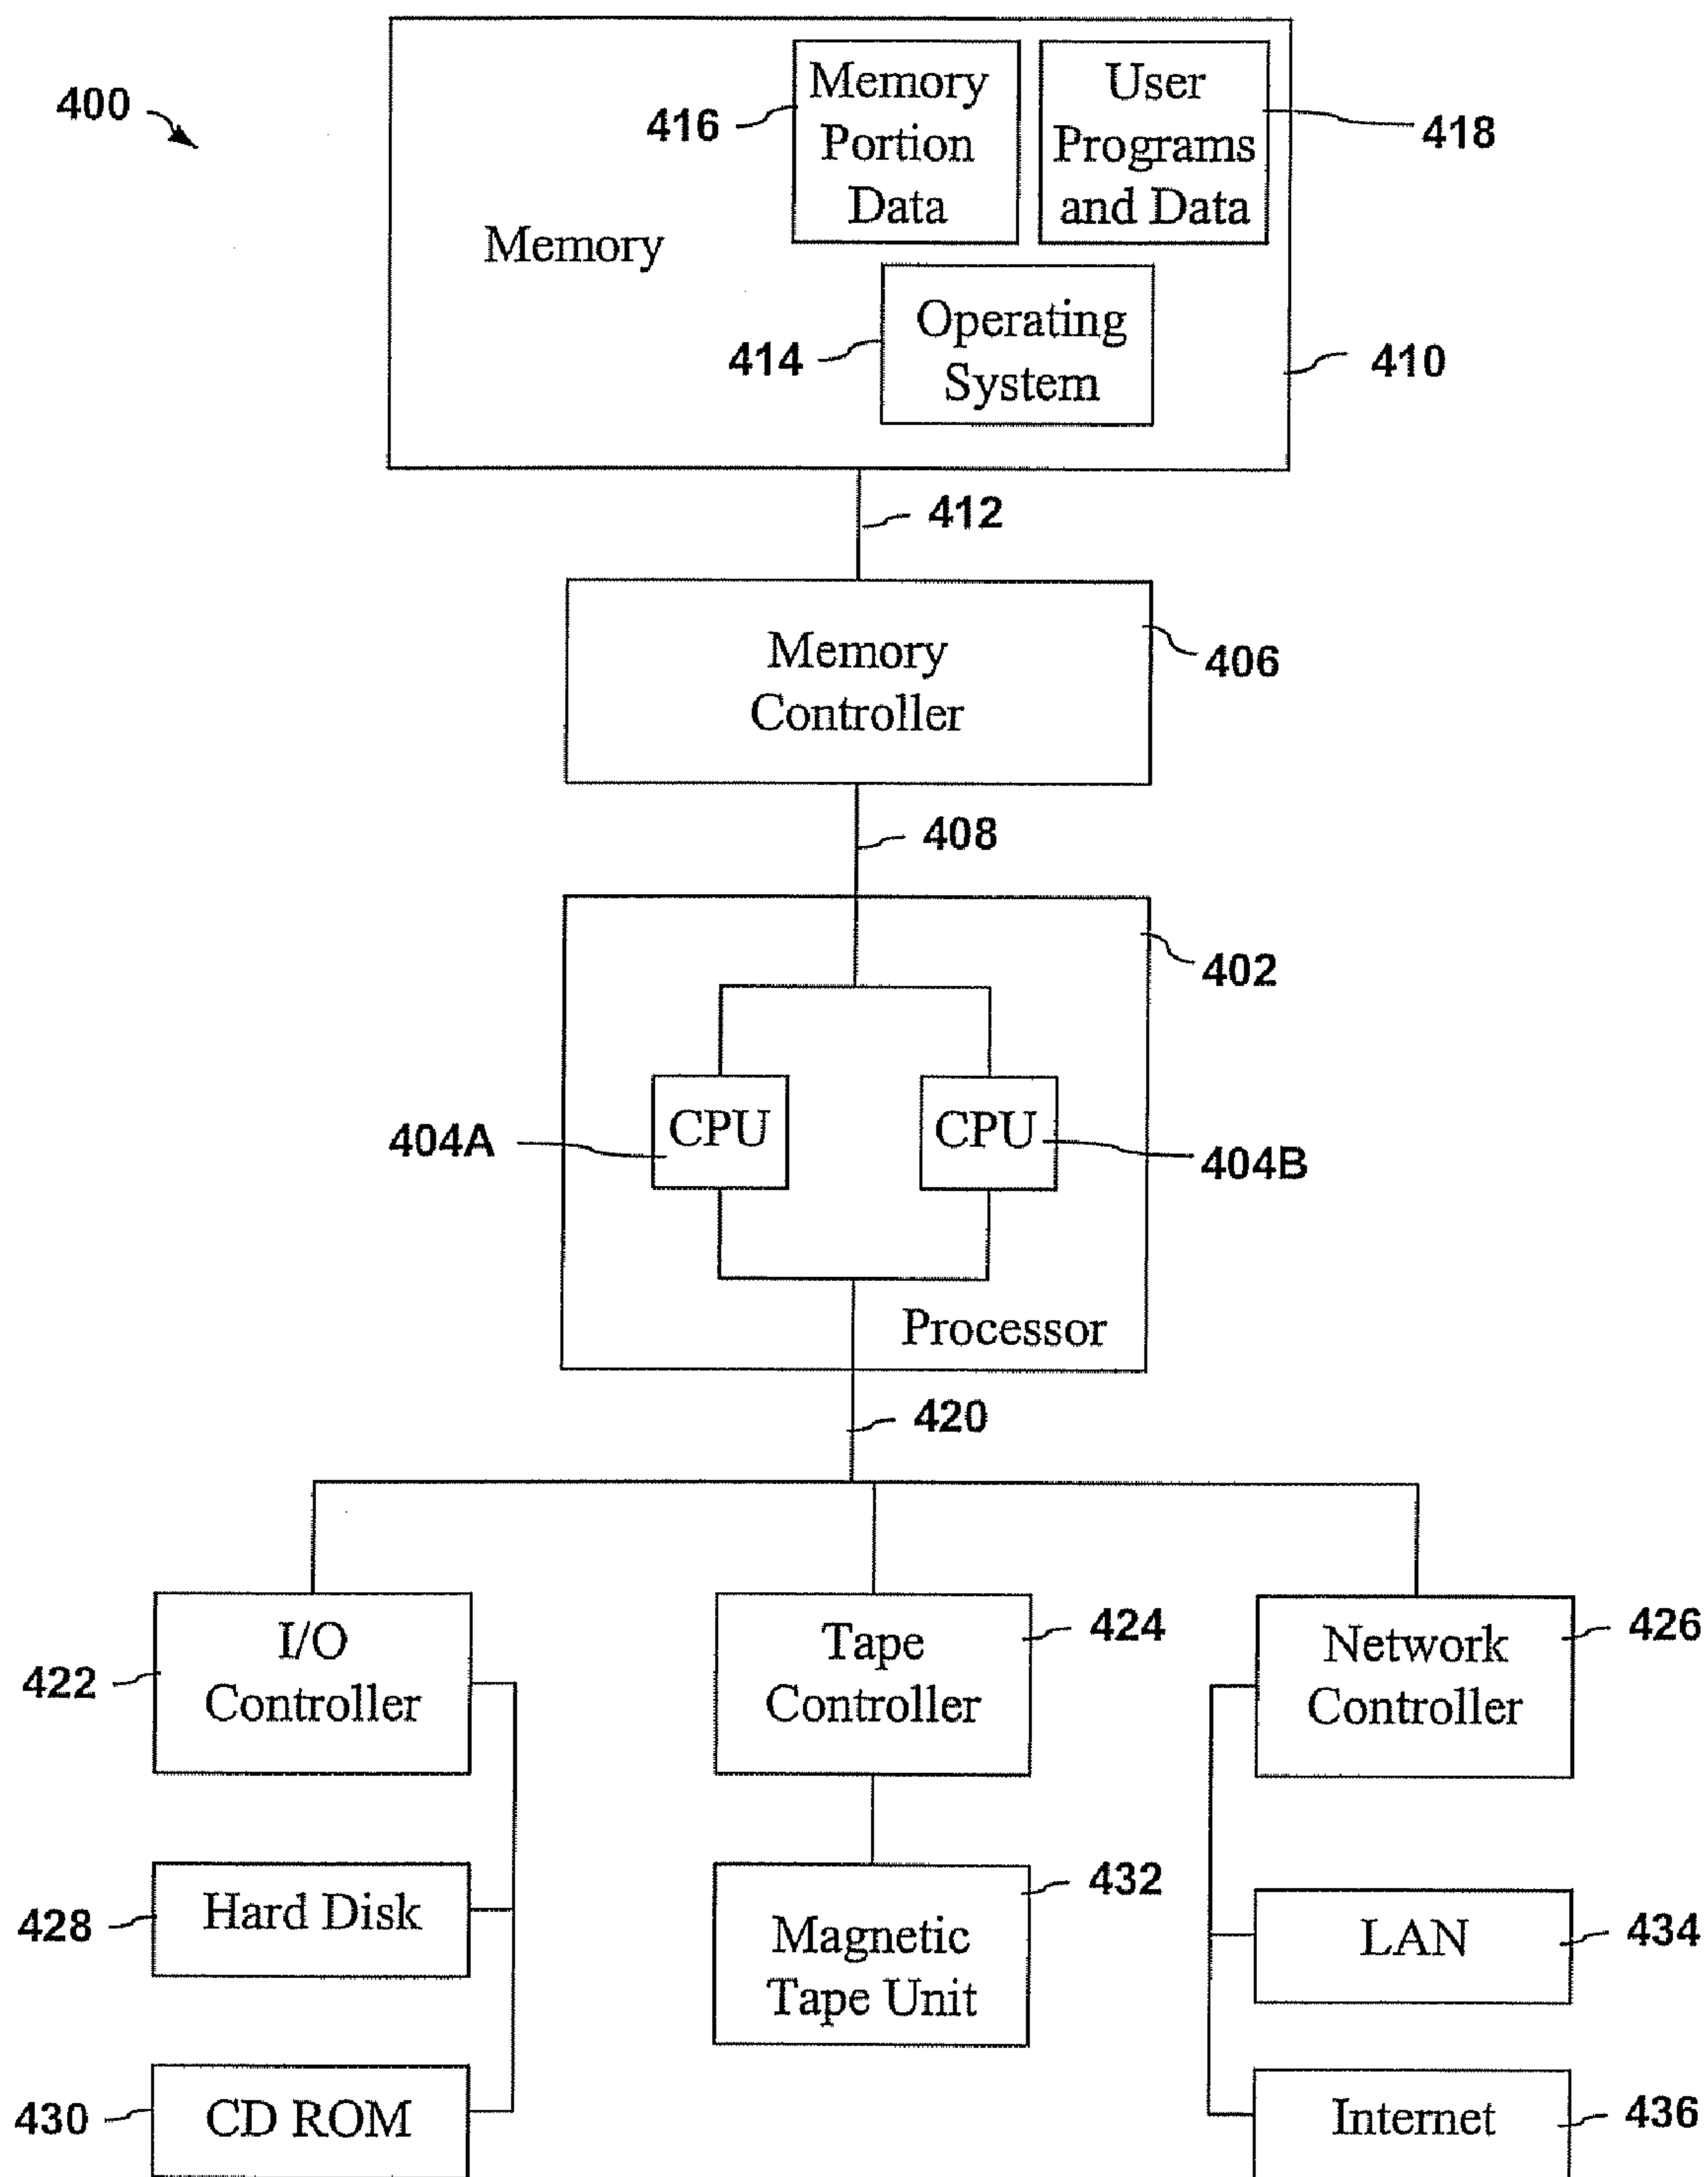 400
416
Memory
Portion
Data
User
Programs
and Data
418
Memory
414
Operating
System
410
412
Memory
Controller
406
408
402
404A
CPU
CPU
404B
Processor
420
422
I/O
Controller
Tape
Controller
424
Network
Controller
426
428
Hard Disk
Magnetic
Tape Unit
432
LAN
434
430
CD ROM
Internet
436